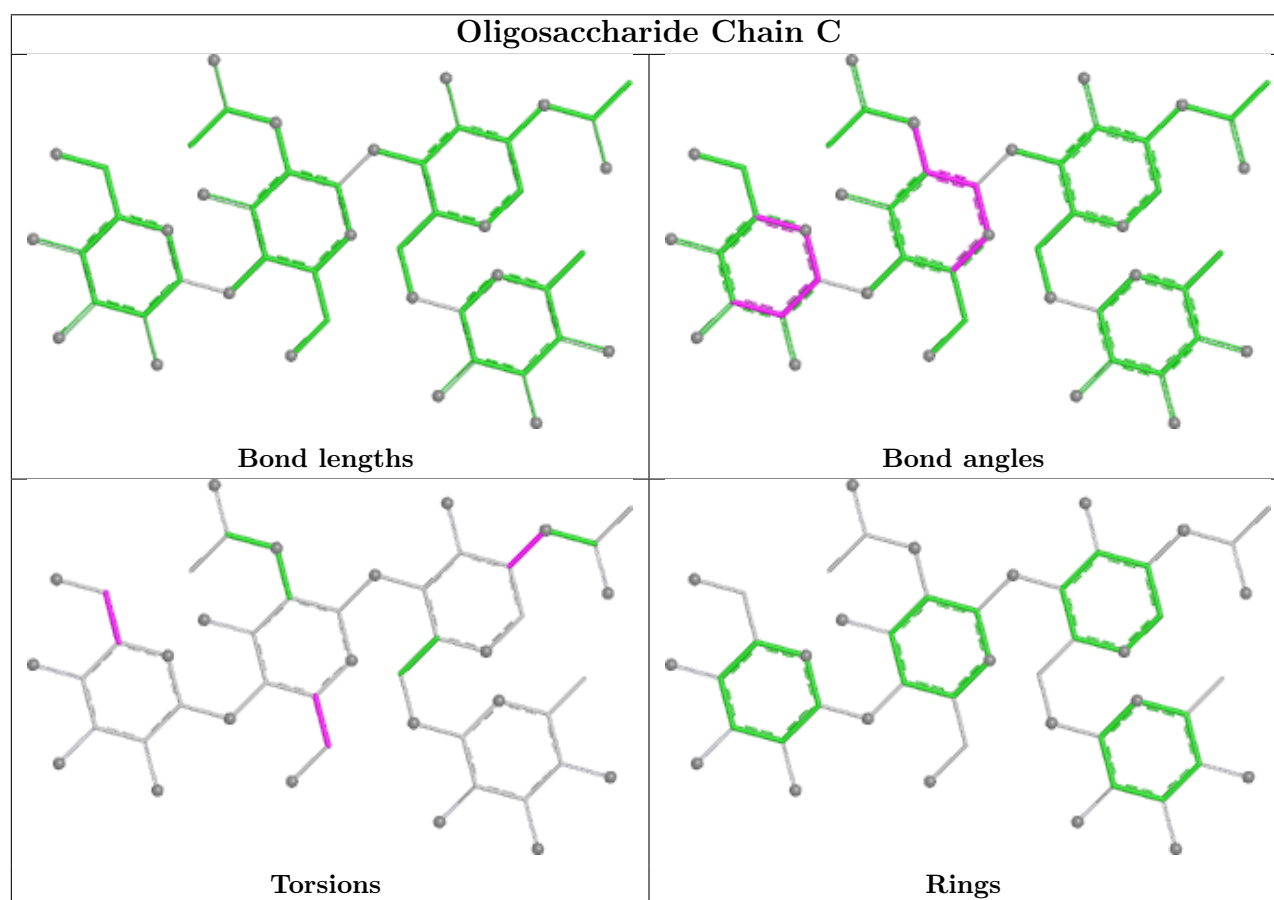 Oligosaccharide Chain C
Bond lengths
Bond angles
Torsions
Rings